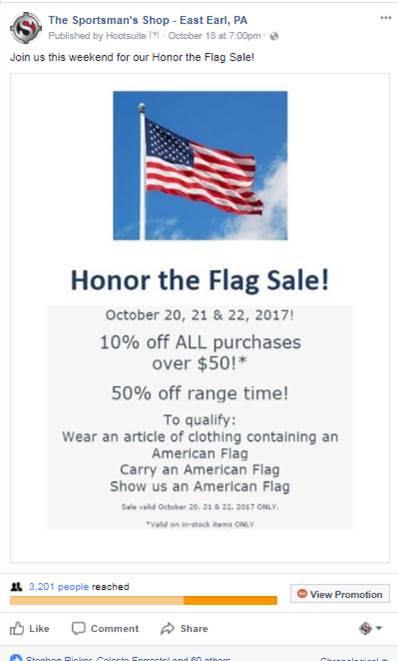 The Sportsman's Shop - East Earl, PA
Published by Hootsuite [?] · October 18 at 7:00pm ·
Join us this weekend for our Honor the Flag Sale!
Honor the Flag Sale!
October 20, 21 & 22, 2017!
10% off ALL purchases
over $50!*
50% off range time!
To qualify:
Wear an article of clothing containing an
American Flag
Carry an American Flag
Show us an American Flag
Sale valid October 20, 21 & 22, 2017 ONLY.
*Valid on in-stock items ONLY
3,201 people reached
View Promotion
Like Comment Share